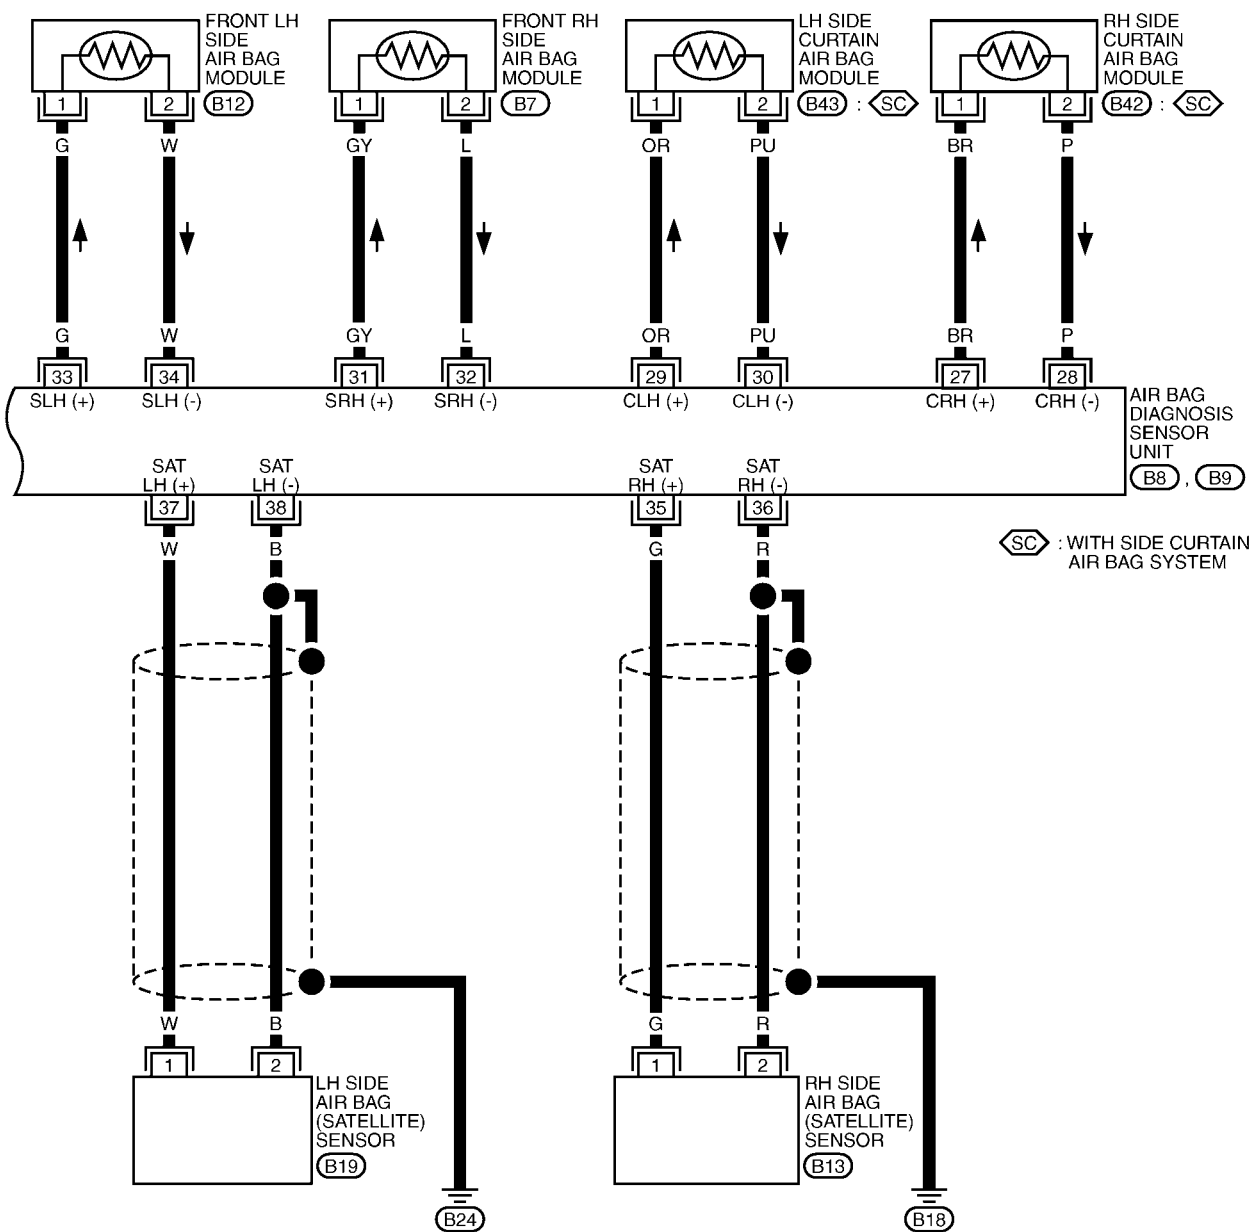 FRONT LH
SIDE
AIR BAG
MODULE
B12
FRONT RH
SIDE
AIR BAG
MODULE
B7
LH SIDE
CURTAIN
AIR BAG
MODULE
B43 : SC
RH SIDE
CURTAIN
AIR BAG
MODULE
B42 : SC
1 2 1 2 1 2 1 2
G W GY L OR PU BR P
G W GY L OR PU BR P
33 34 31 32 29 30 27 28
SLH (+) SLH (-) SRH (+) SRH (-) CLH (+) CLH (-) CRH (+) CRH (-)
AIR BAG
DIAGNOSIS
SENSOR
UNIT
B8 , B9
SAT SAT SAT SAT
LH (+) LH (-) RH (+) RH (-)
37 38 35 36
W B G R
SC : WITH SIDE CURTAIN
AIR BAG SYSTEM
W B G R
1 2 1 2
LH SIDE
AIR BAG
(SATELLITE)
SENSOR
B19
RH SIDE
AIR BAG
(SATELLITE)
SENSOR
B13
B24 B18